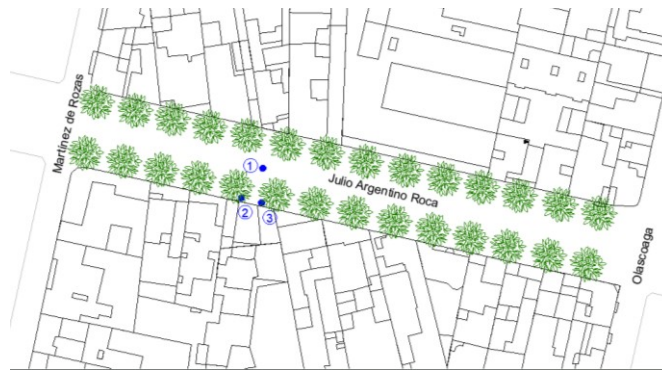 Martínez de Rozas
Julio Argentino Roca
Olascoaga
1
2
3